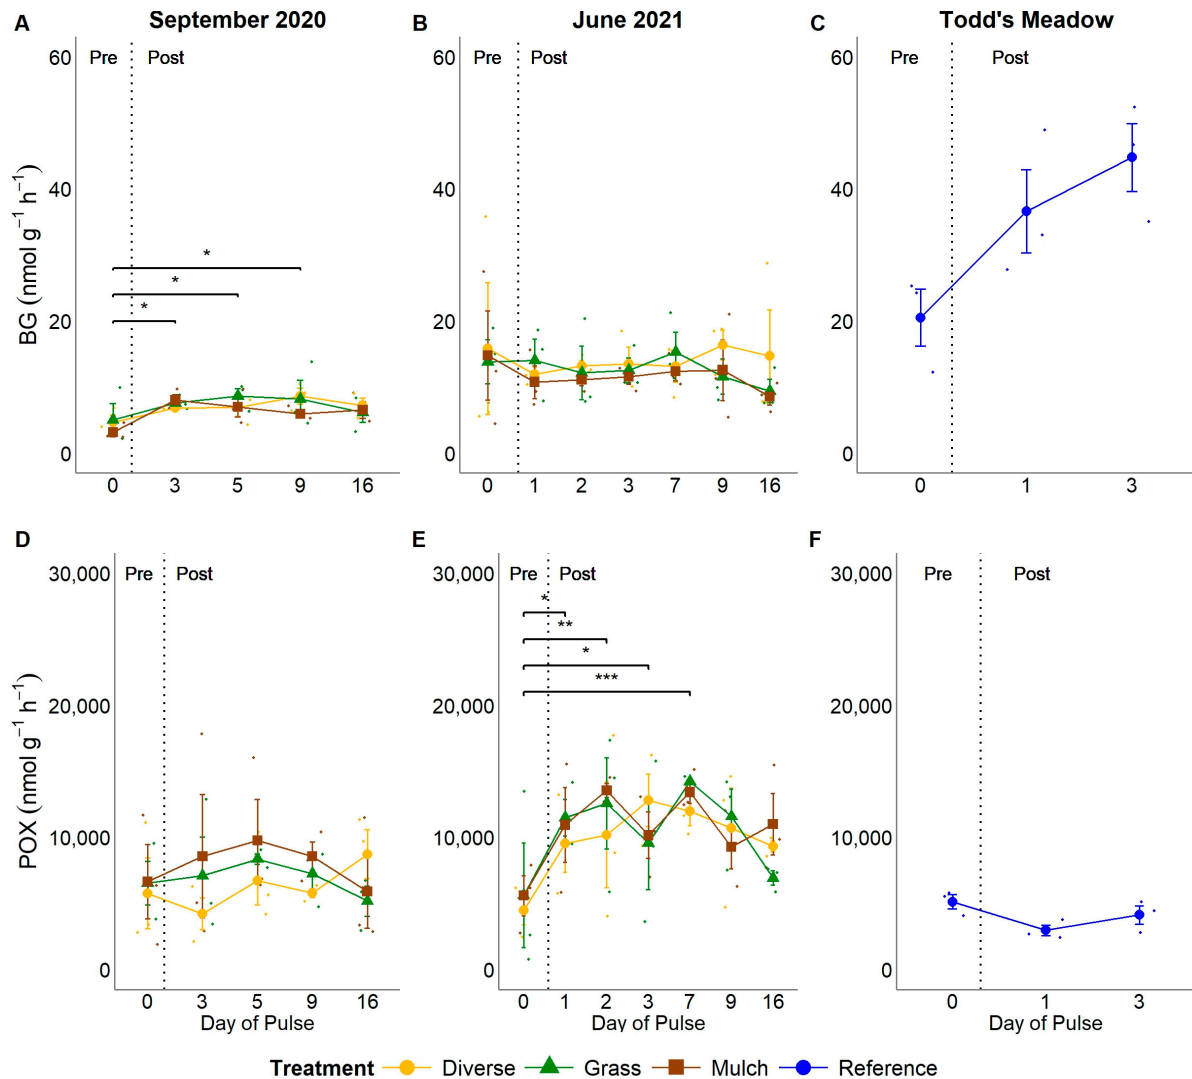 A September 2020 B June 2021 C Todd's Meadow
60 Pre Post 60 Pre Post 60 Pre Post
BG (nmol g⁻¹ h⁻¹)
40 40 40
*
*
*
20 20 20
0 0 0
0 3 5 9 16 0 1 2 3 7 9 16 0 1 3
D E F
30,000 Pre Post 30,000 Pre Post 30,000 Pre Post
*
**
*
***
20,000 20,000 20,000
POX (nmol g⁻¹ h⁻¹)
10,000 10,000 10,000
0 0 0
0 3 5 9 16 0 1 2 3 7 9 16 0 1 3
Day of Pulse Day of Pulse Day of Pulse
Treatment Diverse Grass Mulch Reference